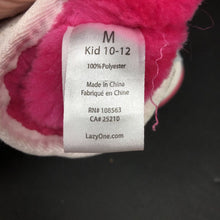 M
Kid 10-12
100%Polyester
Made in China
Fabriqué en Chine
RN# 108563
CA# 25210
LazyOne.com